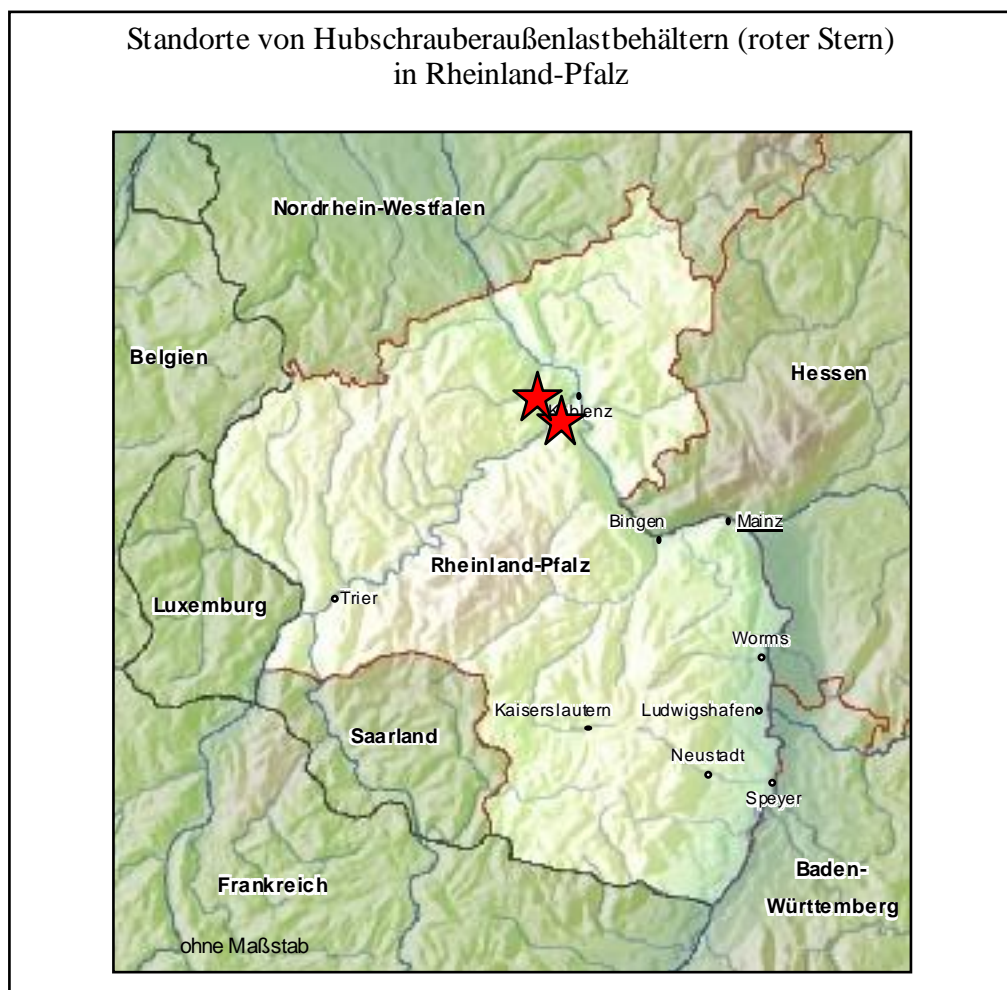 Standorte von Hubschrauberaußenlastbehältern (roter Stern)
in Rheinland-Pfalz
Nordrhein-Westfalen
Belgien
Hessen
Koblenz
Bingen
Mainz
Rheinland-Pfalz
Trier
Luxemburg
Worms
Kaiserslautern
Ludwigshafen
Saarland
Neustadt
Speyer
Frankreich
Baden-
Württemberg
ohne Maßstab